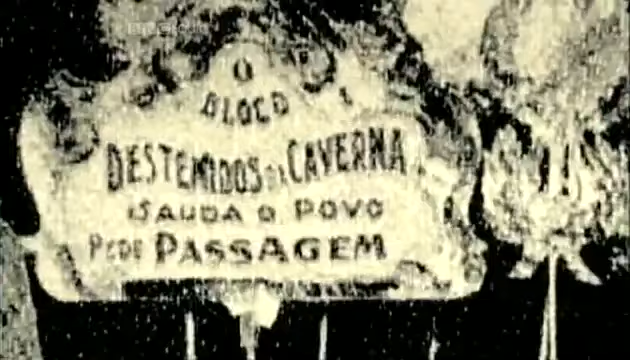 O
BLOCO
DESTEMIDOS DA CAVERNA
SAUDA O POVO
PEDE PASSAGEM